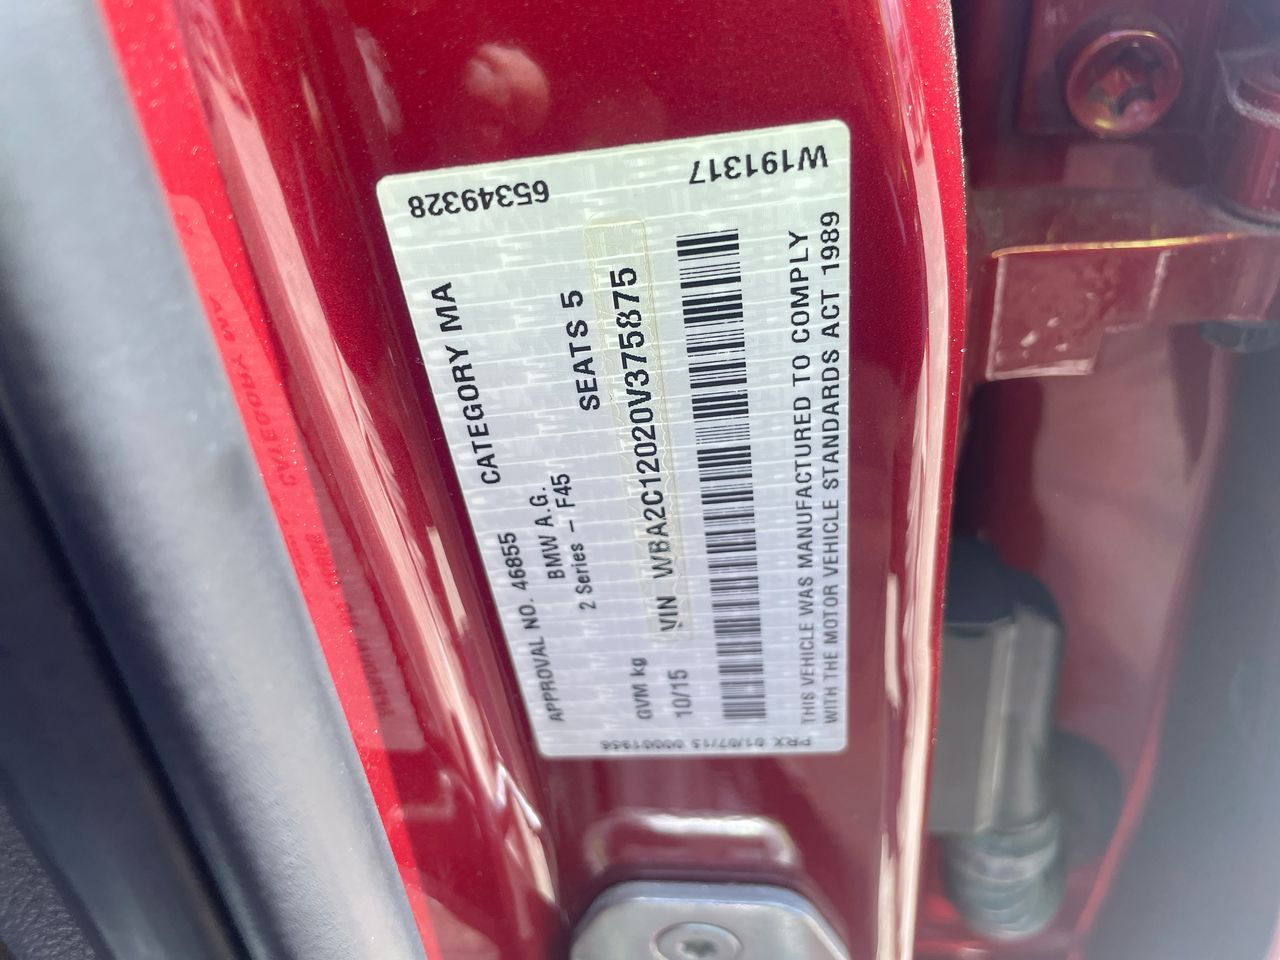 65349328
W191317
APPROVAL NO. 46855 CATEGORY MA
BMW A.G.
2 Series - F45 SEATS 5
GVM kg
VIN WBA2C12020V375875
10/15
THIS VEHICLE WAS MANUFACTURED TO COMPLY
WITH THE MOTOR VEHICLE STANDARDS ACT 1989
PRX 01/07/15 00001956